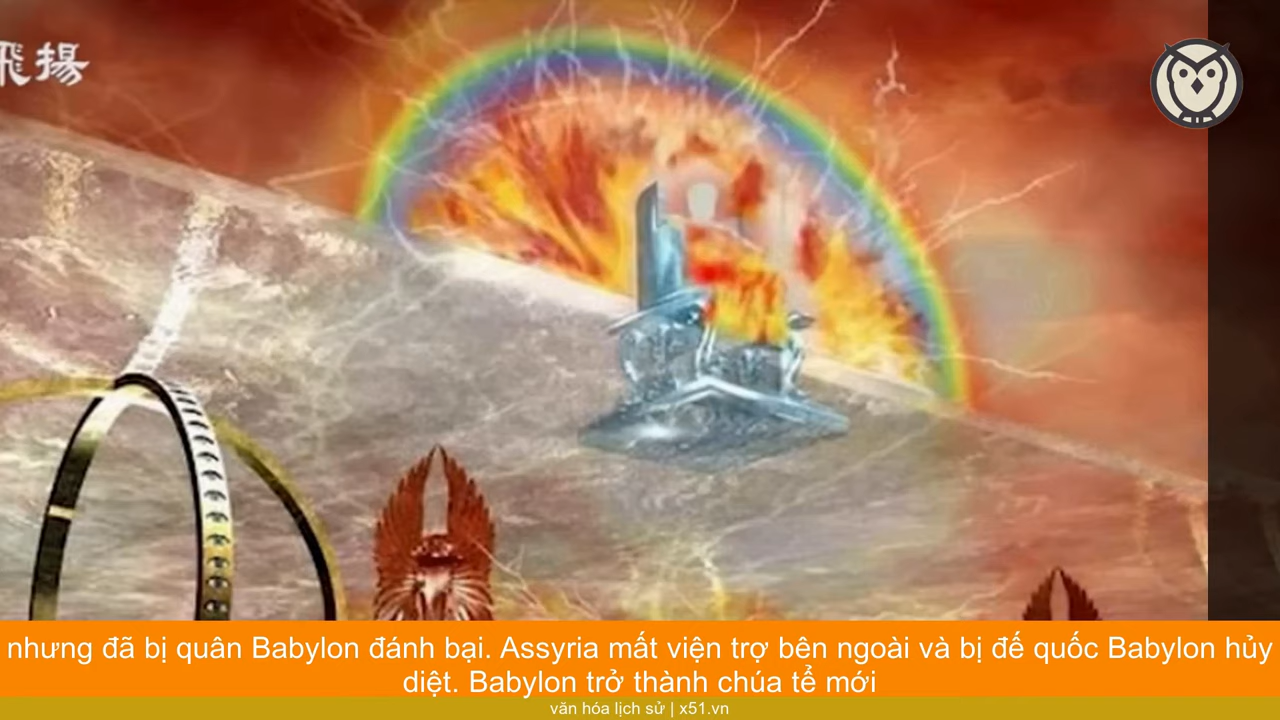 飛揚
nhưng đã bị quân Babylon đánh bại. Assyria mất viện trợ bên ngoài và bị đế quốc Babylon hủy
diệt. Babylon trở thành chúa tể mới
văn hóa lịch sử | x51.vn